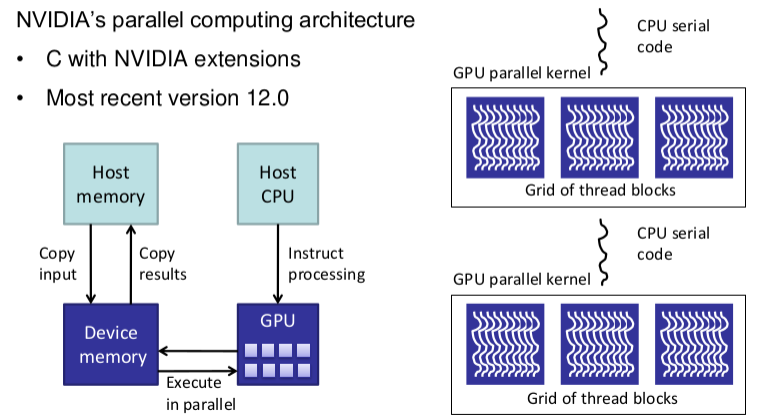 NVIDIA's parallel computing architecture
• C with NVIDIA extensions
• Most recent version 12.0
Host
memory
Host
CPU
Copy
input
Copy
results
Instruct
processing
Device
memory
GPU
Execute
in parallel
CPU serial
code
GPU parallel kernel
Grid of thread blocks
CPU serial
code
GPU parallel kernel
Grid of thread blocks